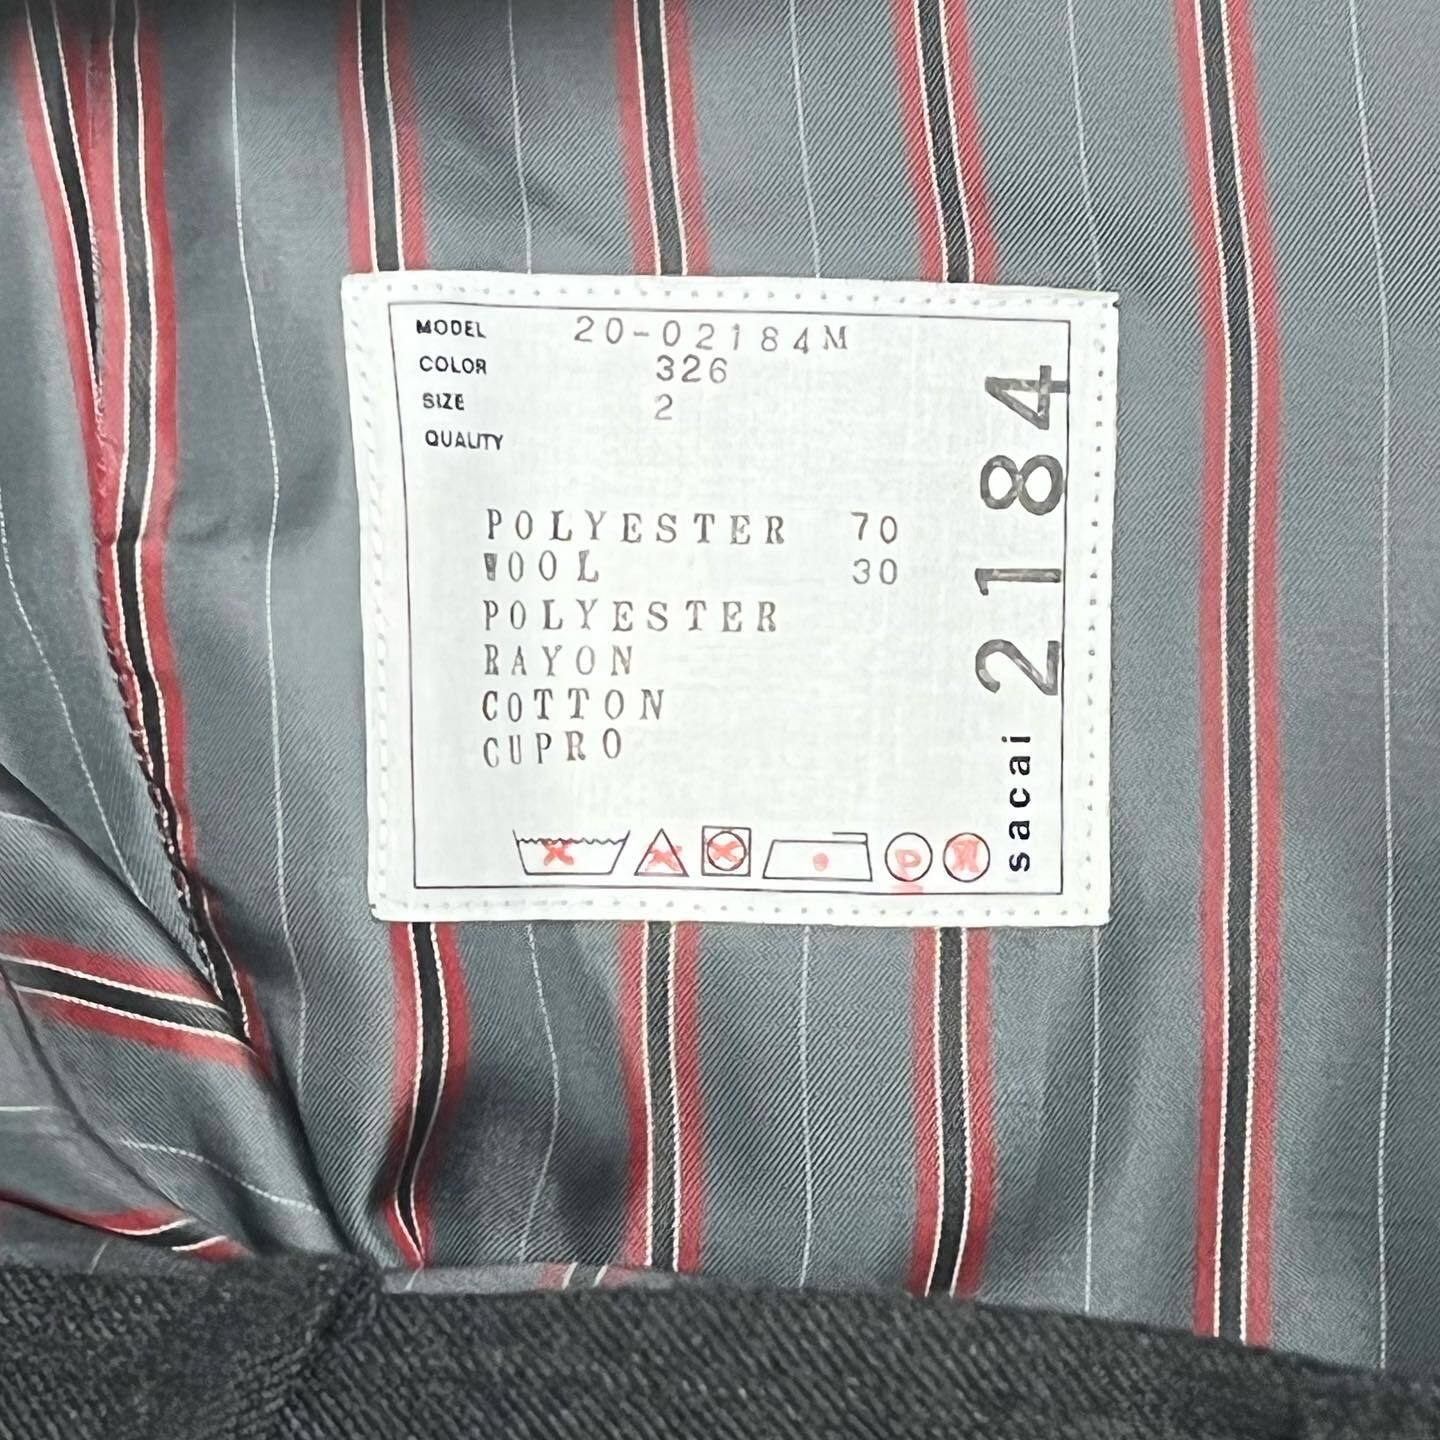 MODEL 20-02184M
COLOR 326
SIZE 2
QUALITY
POLYESTER 70
WOOL 30
POLYESTER
RAYON
COTTON
CUPRO
P
sacai 2184